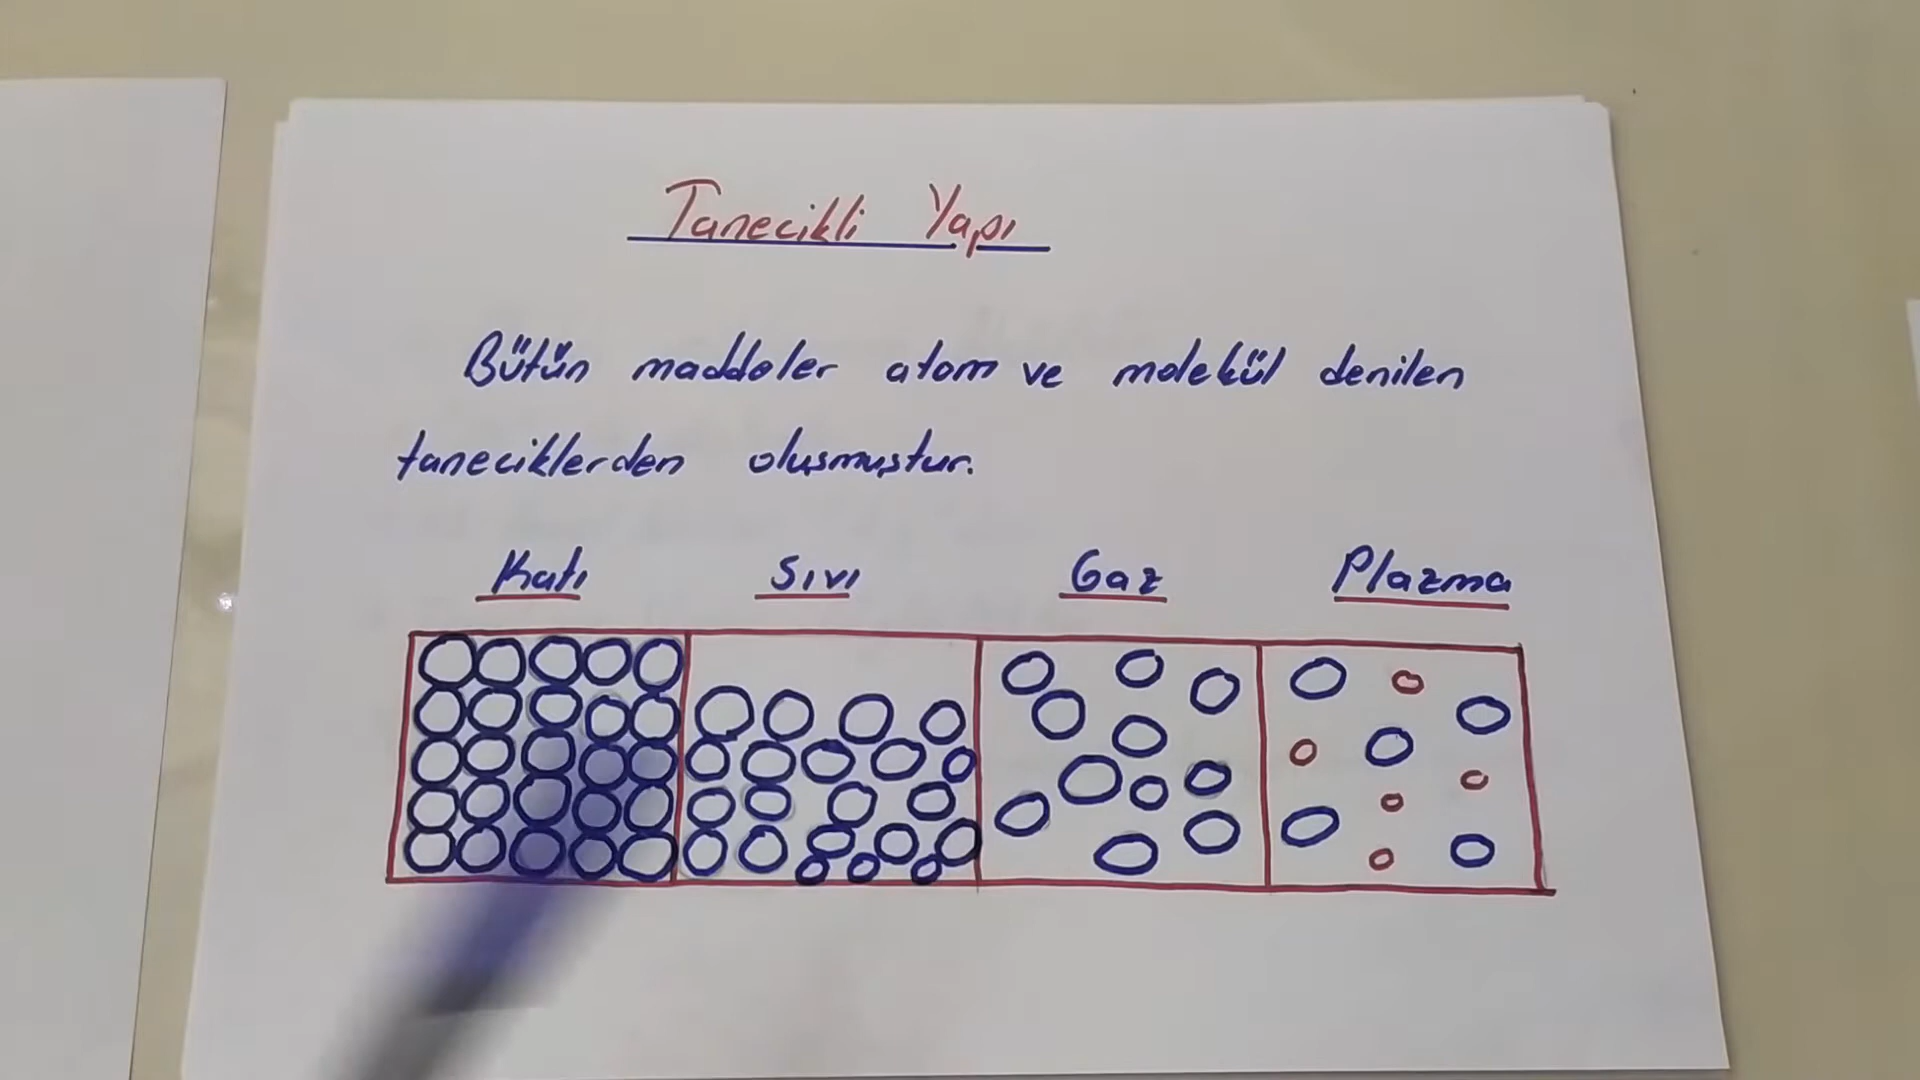 Tanecikli Yapı
Bütün maddeler atom ve molekül denilen
taneciklerden oluşmuştur.
Katı Sıvı Gaz Plazma